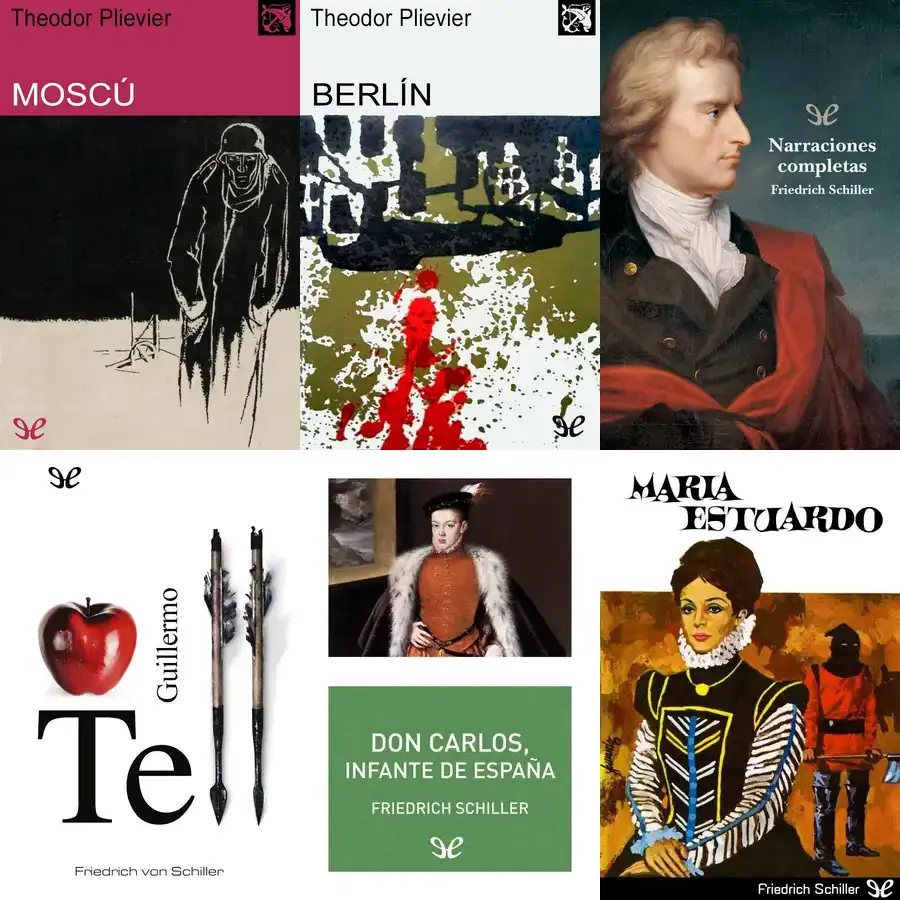 Theodor Plievier
MOSCÚ
Theodor Plievier
BERLÍN
Narraciones
completas
Friedrich Schiller
Guillermo
Te
Friedrich von Schiller
DON CARLOS,
INFANTE DE ESPAÑA
FRIEDRICH SCHILLER
MARIA
ESTUARDO
Friedrich Schiller